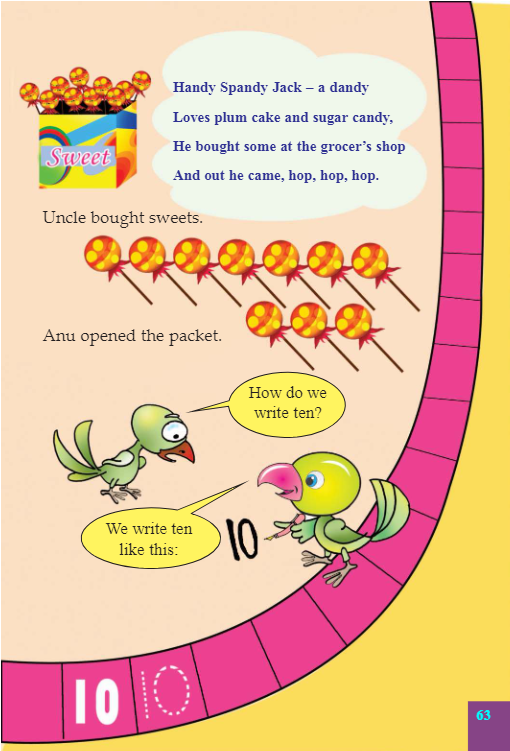 Handy Spandy Jack – a dandy
Loves plum cake and sugar candy,
He bought some at the grocer's shop
And out he came, hop, hop, hop.
Sweet
Uncle bought sweets.
Anu opened the packet.
How do we
write ten?
We write ten
like this:
10
10 10
63